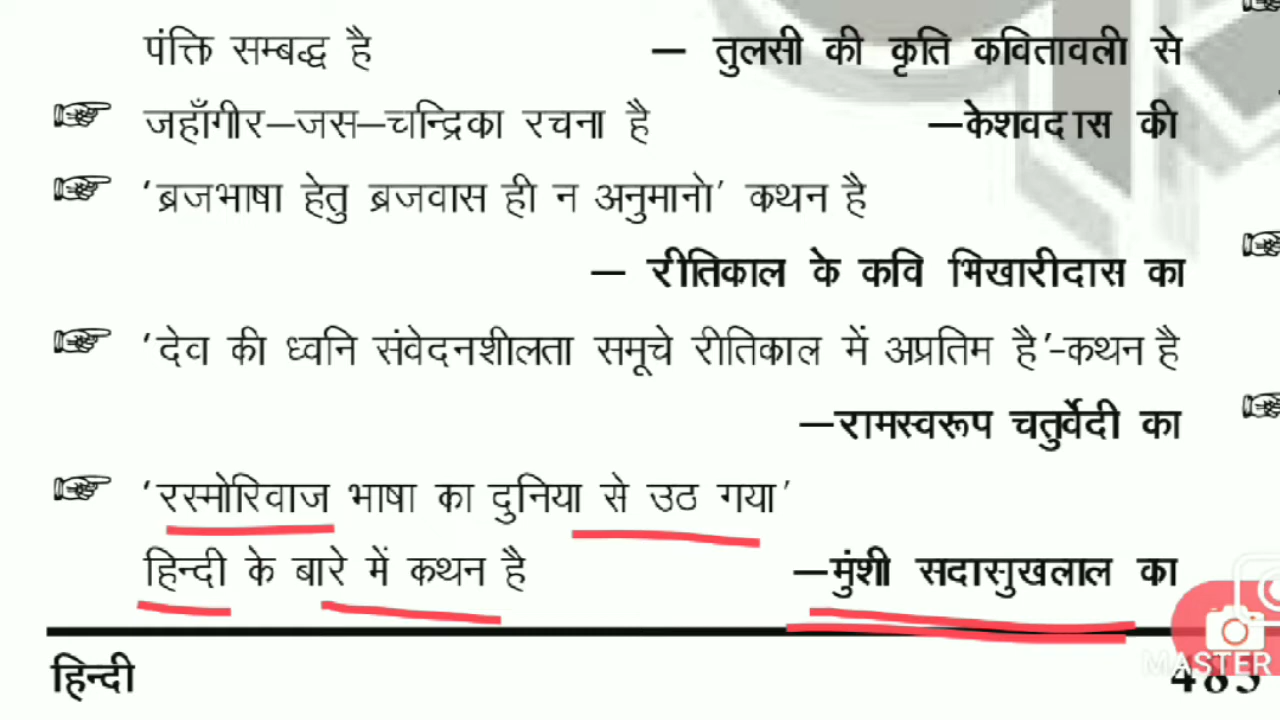 पंक्ति सम्बद्ध है — तुलसी की कृति कवितावली से
जहाँगीर–जस–चन्द्रिका रचना है —केशवदास की
'ब्रजभाषा हेतु ब्रजवास ही न अनुमानो' कथन है
— रीतिकाल के कवि भिखारीदास का
'देव की ध्वनि संवेदनशीलता समूचे रीतिकाल में अप्रतिम है'-कथन है
—रामस्वरूप चतुर्वेदी का
'रस्मोरिवाज भाषा का दुनिया से उठ गया'
हिन्दी के बारे में कथन है —मुंशी सदासुखलाल का
हिन्दी
MASTER